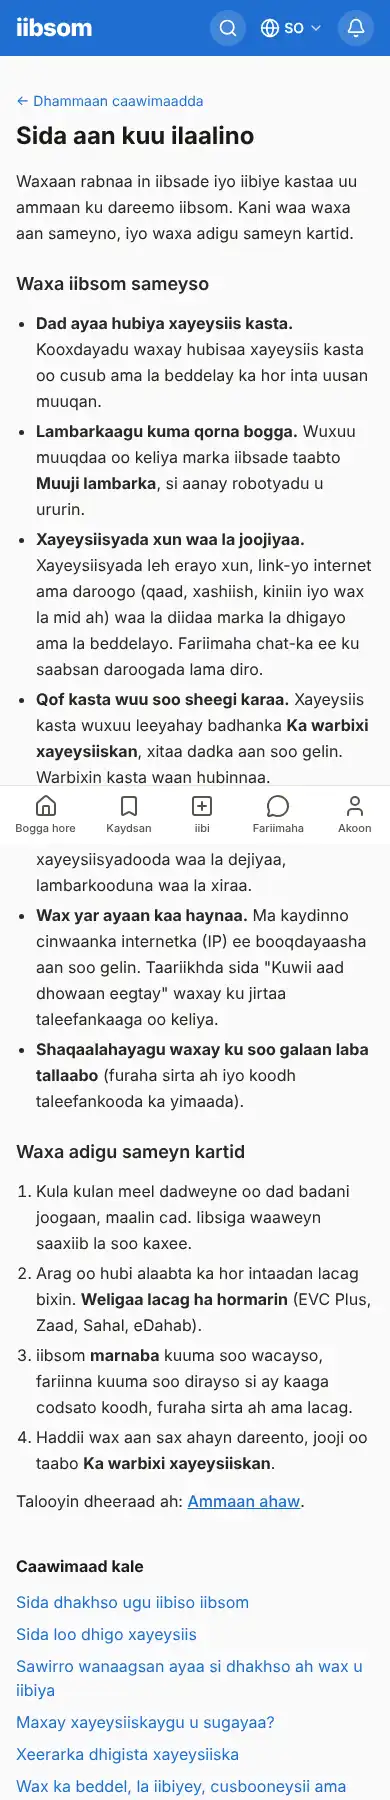 iibsom
SO
← Dhammaan caawimaadda
Sida aan kuu ilaalino
Waxaan rabnaa in iibsade iyo iibiye kastaa uu
ammaan ku dareemo iibsom. Kani waa waxa
aan sameyno, iyo waxa adigu sameyn kartid.
Waxa iibsom sameyso
• Dad ayaa hubiya xayeysiis kasta.
Kooxdayadu waxay hubisaa xayeysiis kasta
oo cusub ama la beddelay ka hor inta uusan
muuqan.
• Lambarkaagu kuma qorna bogga. Wuxuu
muuqdaa oo keliya marka iibsade taabto
Muuji lambarka, si aanay robotyadu u
ururin.
• Xayeysiisyada xun waa la joojiyaa.
Xayeysiisyada leh erayo xun, link-yo internet
ama daroogo (qaad, xashiish, kiniin iyo wax
la mid ah) waa la diidaa marka la dhigayo
ama la beddelayo. Fariimaha chat-ka ee ku
saabsan daroogada lama diro.
• Qof kasta wuu soo sheegi karaa. Xayeysiis
kasta wuxuu leeyahay badhanka Ka warbixi
xayeysiiskan, xitaa dadka aan soo gelin.
Warbixin kasta waan hubinnaa.
Bogga hore
Kaydsan
iibi
Fariimaha
Akoon
xayeysiisyadooda waa la dejiyaa,
lambarkooduna waa la xiraa.
• Wax yar ayaan kaa haynaa. Ma kaydinno
cinwaanka internetka (IP) ee booqdayaasha
aan soo gelin. Taariikhda sida "Kuwii aad
dhowaan eegtay" waxay ku jirtaa
taleefankaaga oo keliya.
• Shaqaalahayagu waxay ku soo galaan laba
tallaabo (furaha sirta ah iyo koodh
taleefankooda ka yimaada).
Waxa adigu sameyn kartid
1. Kula kulan meel dadweyne oo dad badani
joogaan, maalin cad. Iibsiga waaweyn
saaxiib la soo kaxee.
2. Arag oo hubi alaabta ka hor intaadan lacag
bixin. Weligaa lacag ha hormarin (EVC Plus,
Zaad, Sahal, eDahab).
3. iibsom marnaba kuuma soo wacayso,
fariinna kuuma soo dirayso si ay kaaga
codsato koodh, furaha sirta ah ama lacag.
4. Haddii wax aan sax ahayn dareento, jooji oo
taabo Ka warbixi xayeysiiskan.
Talooyin dheeraad ah: Ammaan ahaw.
Caawimaad kale
Sida dhakhso ugu iibiso iibsom
Sida loo dhigo xayeysiis
Sawirro wanaagsan ayaa si dhakhso ah wax u
iibiya
Maxay xayeysiiskaygu u sugayaa?
Xeerarka dhigista xayeysiiska
Wax ka beddel, la iibiyey, cusbooneysii ama